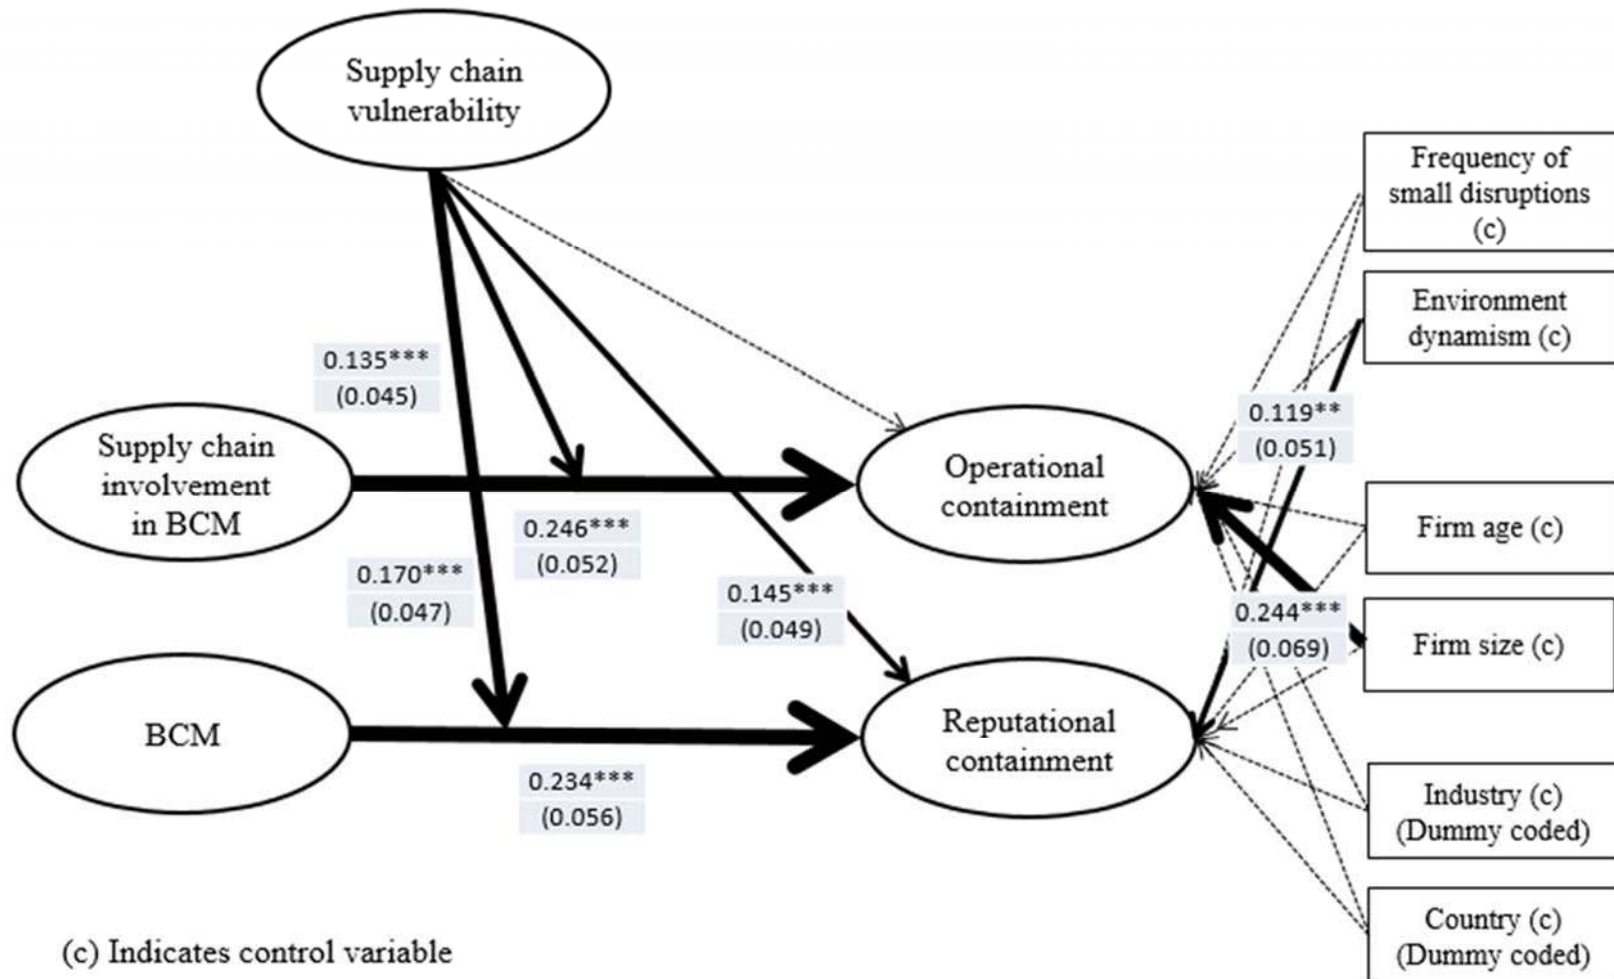 Supply chain
vulnerability
Frequency of
small disruptions
(c)
Environment
dynamism (c)
0.135***
(0.045)
0.119**
(0.051)
Supply chain
involvement
in BCM
Operational
containment
0.246***
(0.052)
Firm age (c)
0.170***
(0.047)
0.145***
(0.049)
0.244***
(0.069)
Firm size (c)
BCM
Reputational
containment
0.234***
(0.056)
Industry (c)
(Dummy coded)
Country (c)
(Dummy coded)
(c) Indicates control variable